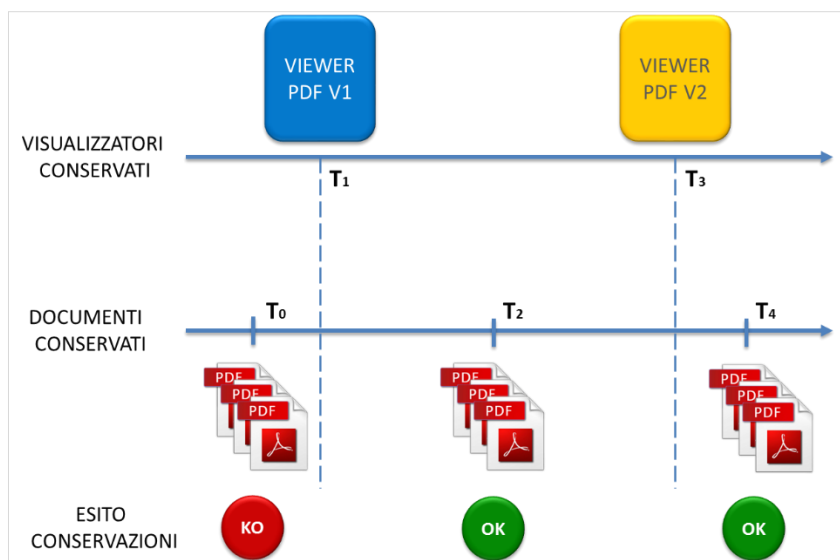 VIEWER
PDF V1
VIEWER
PDF V2
VISUALIZZATORI
CONSERVATI
T1
T3
DOCUMENTI
CONSERVATI
T0
T2
T4
PDF
PDF
PDF
PDF
PDF
PDF
PDF
PDF
PDF
ESITO
CONSERVAZIONI
KO
OK
OK